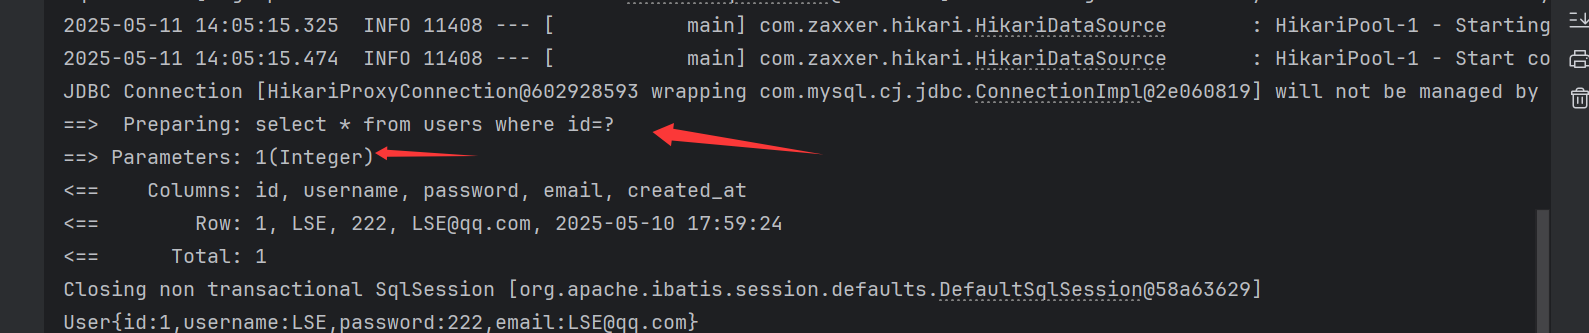 2025-05-11 14:05:15.325  INFO 11408 --- [           main] com.zaxxer.hikari.HikariDataSource       : HikariPool-1 - Starting
2025-05-11 14:05:15.474  INFO 11408 --- [           main] com.zaxxer.hikari.HikariDataSource       : HikariPool-1 - Start co
JDBC Connection [HikariProxyConnection@602928593 wrapping com.mysql.cj.jdbc.ConnectionImpl@2e060819] will not be managed by
==>  Preparing: select * from users where id=?
==> Parameters: 1(Integer)
<==    Columns: id, username, password, email, created_at
<==        Row: 1, LSE, 222, LSE@qq.com, 2025-05-10 17:59:24
<==      Total: 1
Closing non transactional SqlSession [org.apache.ibatis.session.defaults.DefaultSqlSession@58a63629]
User{id:1,username:LSE,password:222,email:LSE@qq.com}